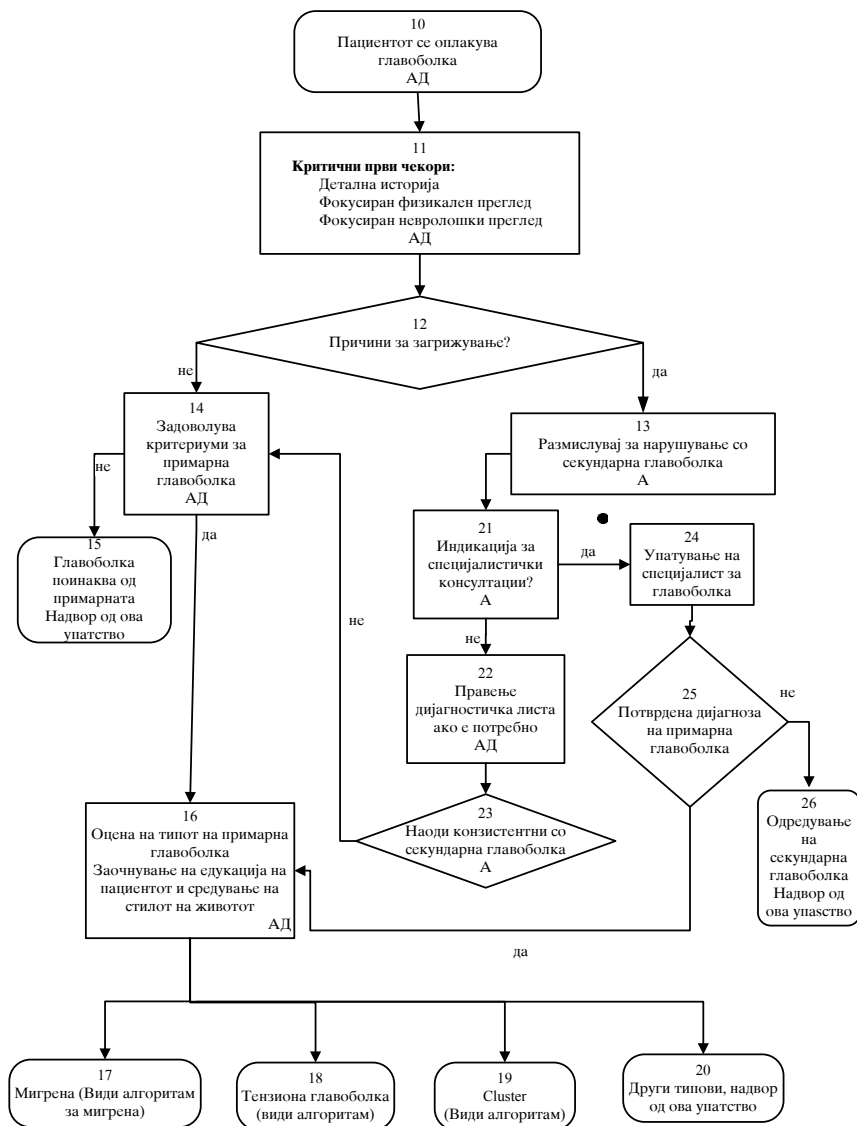 10
Пациентот се оплакува
главоболка
АД
11
Критични први чекори:
Детална историја
Фокусиран физикален преглед
Фокусиран невролошки преглед
АД
12
Причини за загрижување?
не
да
14
Задоволува
критериуми за
примарна
главоболка
АД
13
Размислувај за нарушување со
секундарна главоболка
А
не
15
Главоболка
поинаква од
примарната
Надвор од ова
упатство
да
21
Индикација за
специјалистички
консултации?
А
да
24
Упатување на
специјалист за
главоболка
не
не
22
Правење
дијагностичка листа
ако е потребно
АД
25
Потврдена дијагноза
на примарна
главоболка
не
23
Наоди конзистентни со
секундарна главоболка
А
26
Одредување
на
секундарна
главоболка
Надвор од
ова упаѕство
16
Оцена на типот на примарна
главоболка
Заочнување на едукација на
пациентот и средување на
стилот на животот
АД
да
17
Мигрена (Види алгоритам
за мигрена)
18
Тензиона главоболка
(види алгоритам)
19
Cluster
(Види алгоритам)
20
Други типови, надвор
од ова упатство